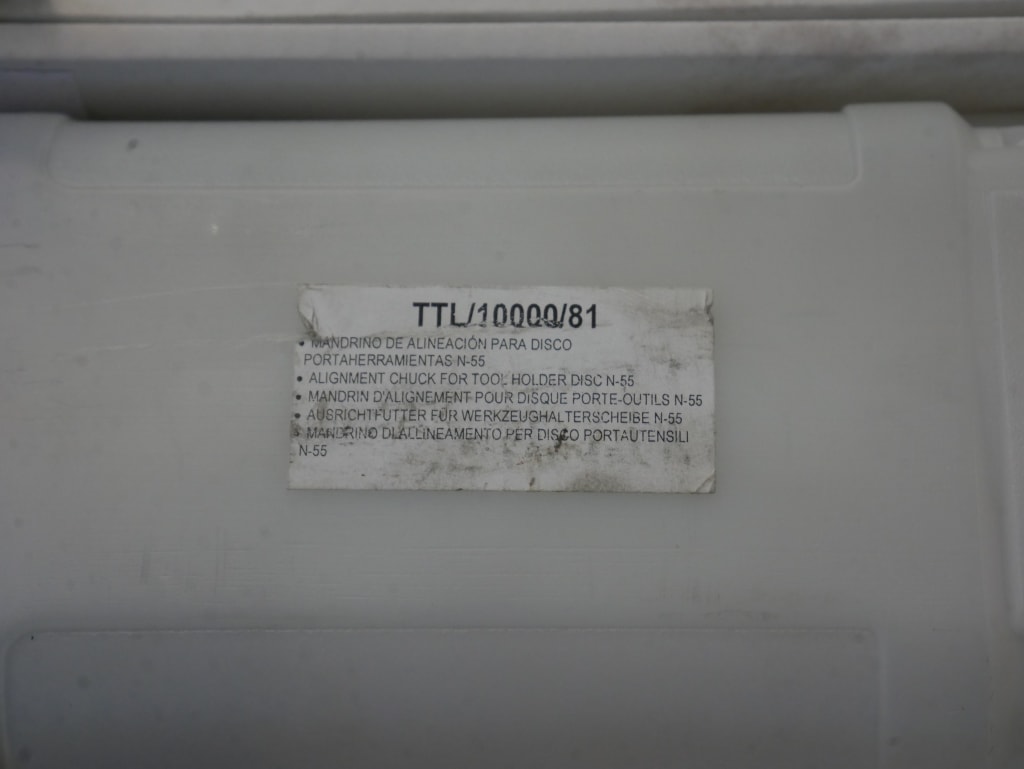 TTL/10000/81
• MANDRINO DE ALINEACIÓN PARA DISCO
PORTAHERRAMIENTAS N-55
• ALIGNMENT CHUCK FOR TOOL HOLDER DISC N-55
• MANDRIN D'ALIGNEMENT POUR DISQUE PORTE-OUTILS N-55
• AUSRICHTFUTTER FÜR WERKZEUGHALTERSCHEIBE N-55
• MANDRINO DI ALLINEAMENTO PER DISCO PORTAUTENSILI
N-55